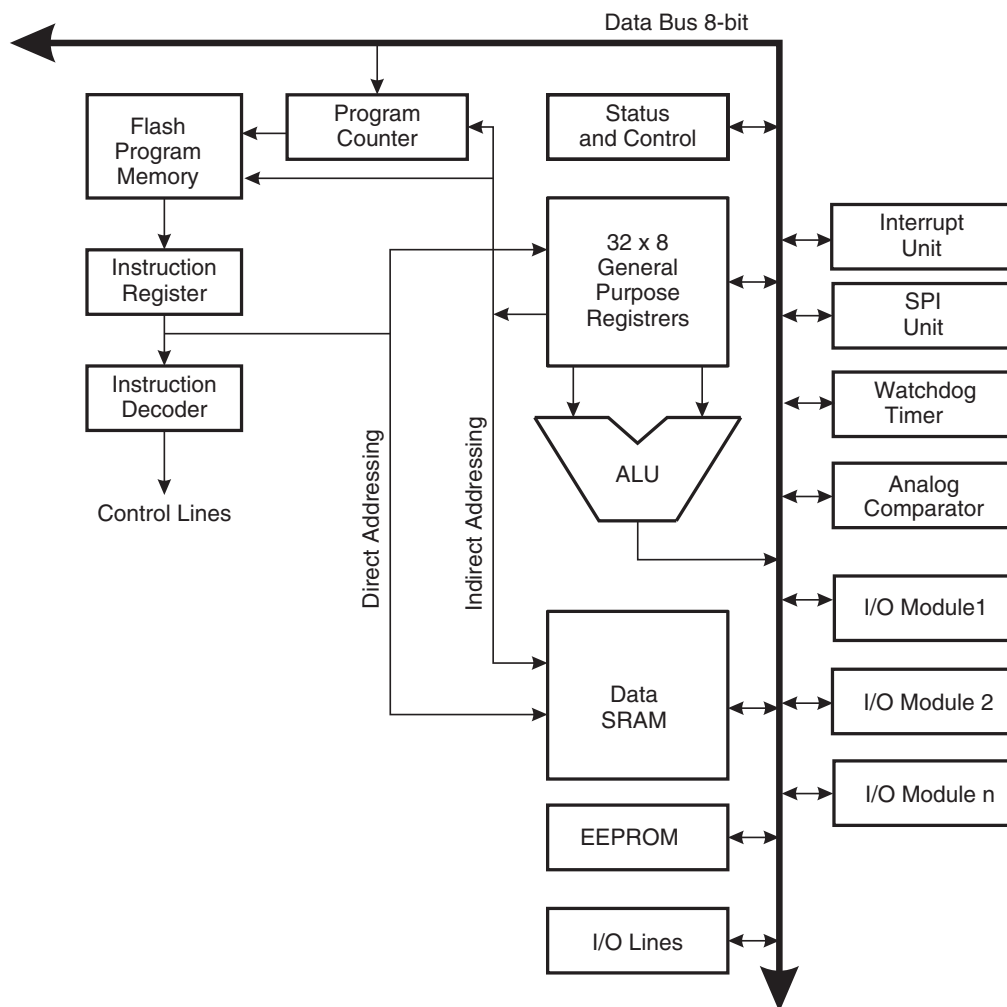 Data Bus 8-bit
Flash
Program
Memory
Program
Counter
Status
and Control
Interrupt
Unit
32 x 8
General
Purpose
Registrers
Instruction
Register
SPI
Unit
Instruction
Decoder
Watchdog
Timer
Control Lines
Direct Addressing
Indirect Addressing
ALU
Analog
Comparator
I/O Module1
Data
SRAM
I/O Module 2
I/O Module n
EEPROM
I/O Lines